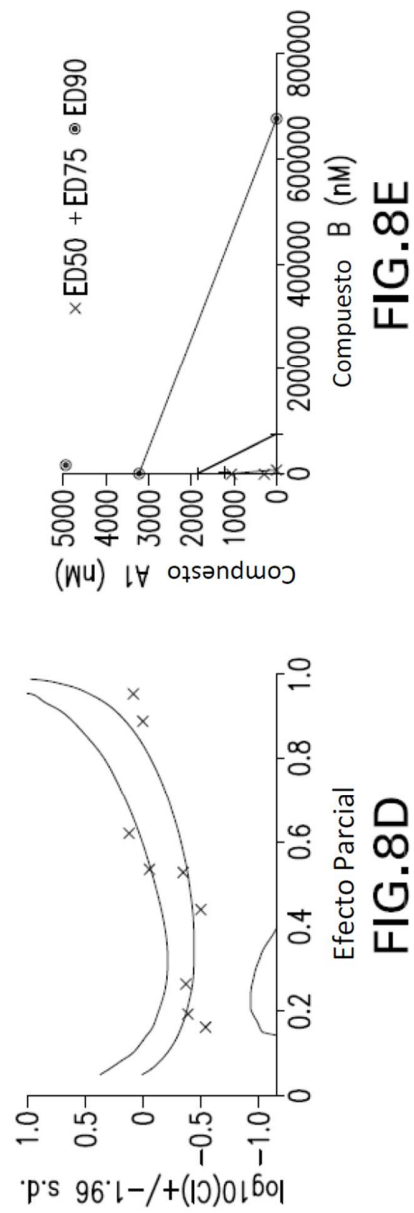 1.0
0.5
0
-0.5
-1.0
log10(CI)+/-1.96 s.d.
0 0.2 0.4 0.6 0.8 1.0
Efecto Parcial
FIG.8D
× ED50 + ED75 ED90
5000
4000
3000
2000
1000
0
Compuesto A1 (nM)
0 200000 400000 600000 800000
Compuesto B (nM)
FIG.8E